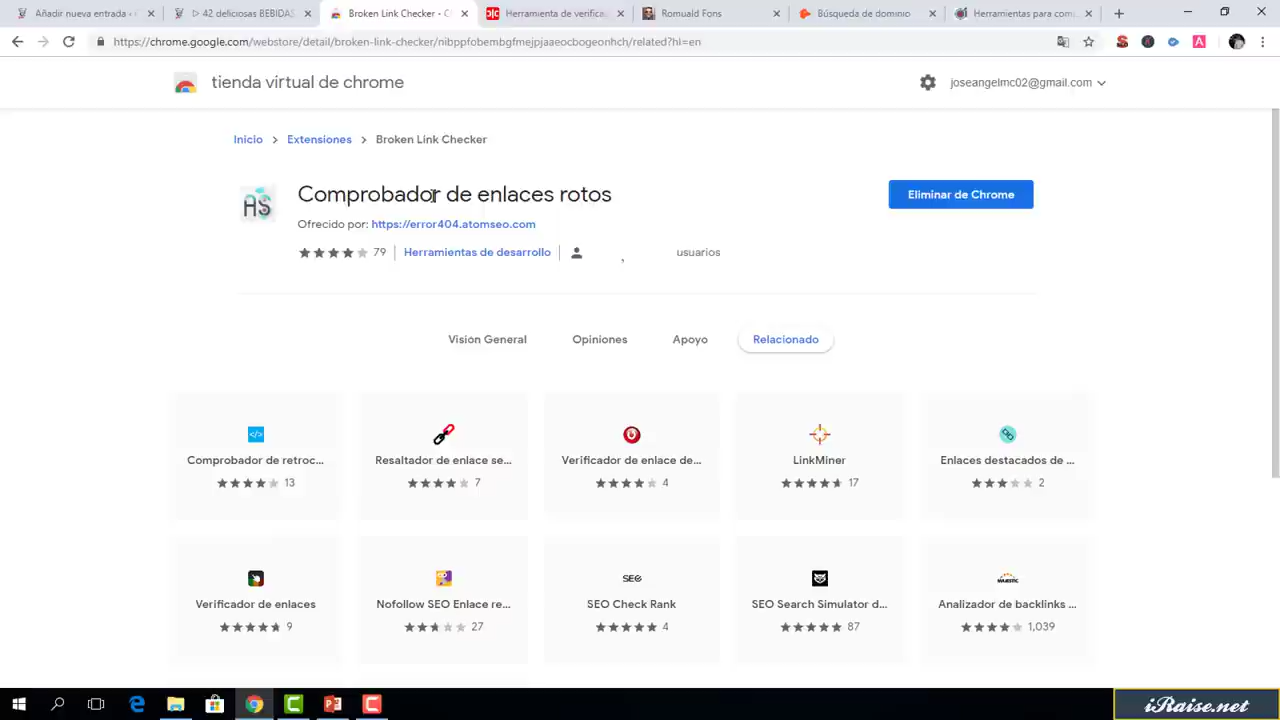 Añadir nueva entrada ‹
▷ 42 deliciosas BEBIDA
Broken Link Checker - C
Herramienta de verifica
Romuald Fons
Búsqueda de dominio
Herramientas para com
https://chrome.google.com/webstore/detail/broken-link-checker/nibppfobembgfmejpjaaeocbogeonhch/related?hl=en
tienda virtual de chrome
joseangelmc02@gmail.com
Inicio > Extensiones > Broken Link Checker
AS
Comprobador de enlaces rotos
Eliminar de Chrome
Ofrecido por: https://error404.atomseo.com
79 | Herramientas de desarrollo | , usuarios
Visión General Opiniones Apoyo Relacionado
Comprobador de retroc... Resaltador de enlace se... Verificador de enlace de... LinkMiner Enlaces destacados de ...
13 7 4 17 2
SEO MAJESTIC
Verificador de enlaces Nofollow SEO Enlace re... SEO Check Rank SEO Search Simulator d... Analizador de backlinks ...
9 27 4 87 1,039
iRaise.net